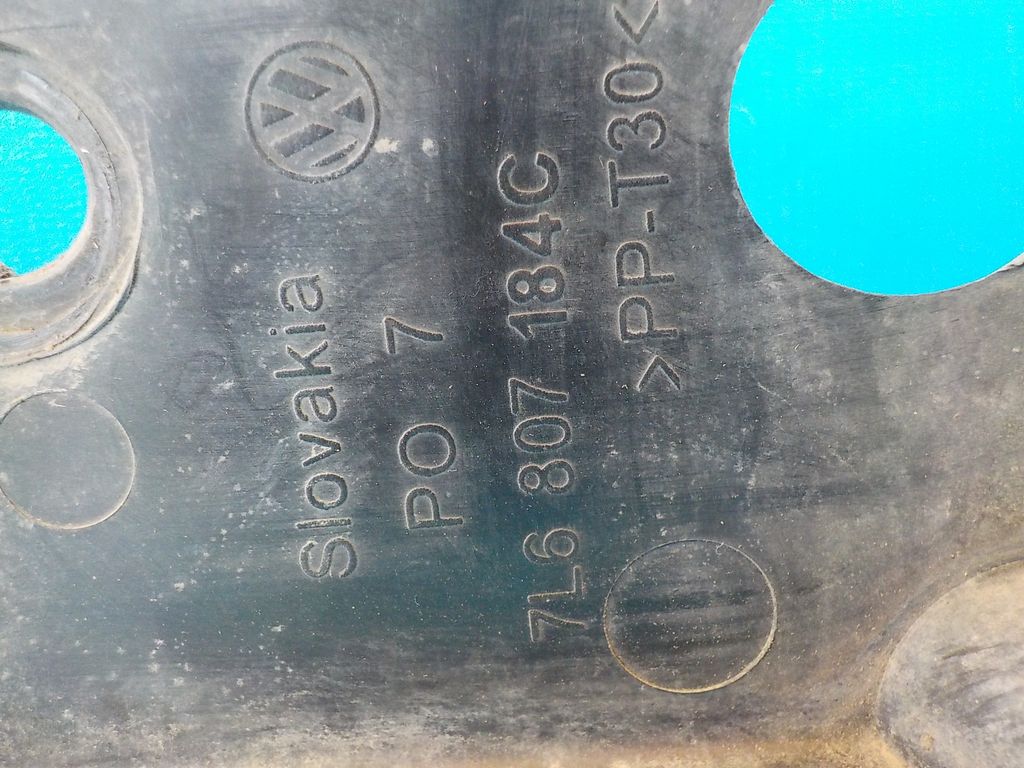 Slovakia
PO 7
7L6 807 184C
>PP-T30<